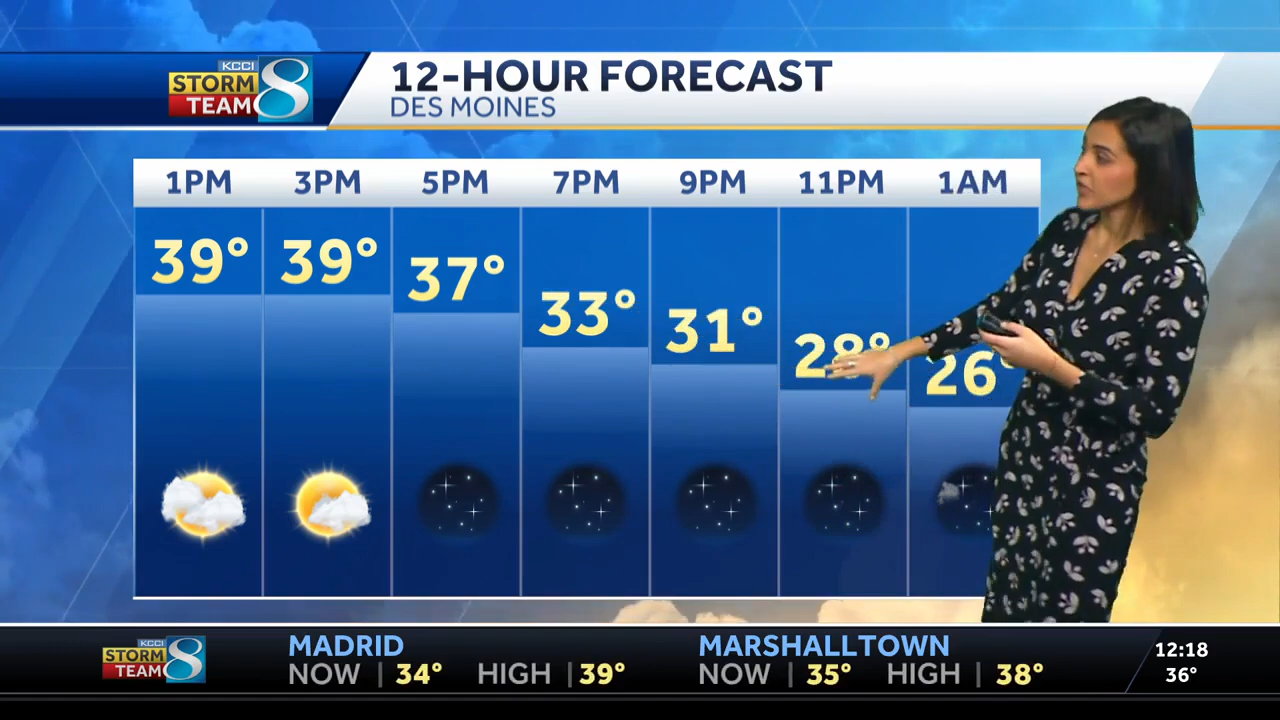 KCCI
STORM
TEAM 8
12-HOUR FORECAST
DES MOINES
1PM 3PM 5PM 7PM 9PM 11PM 1AM
39° 39° 37° 33° 31° 28° 26°
KCCI
STORM
TEAM 8
MADRID
NOW | 34° HIGH | 39°
MARSHALLTOWN
NOW | 35° HIGH | 38°
12:18
36°